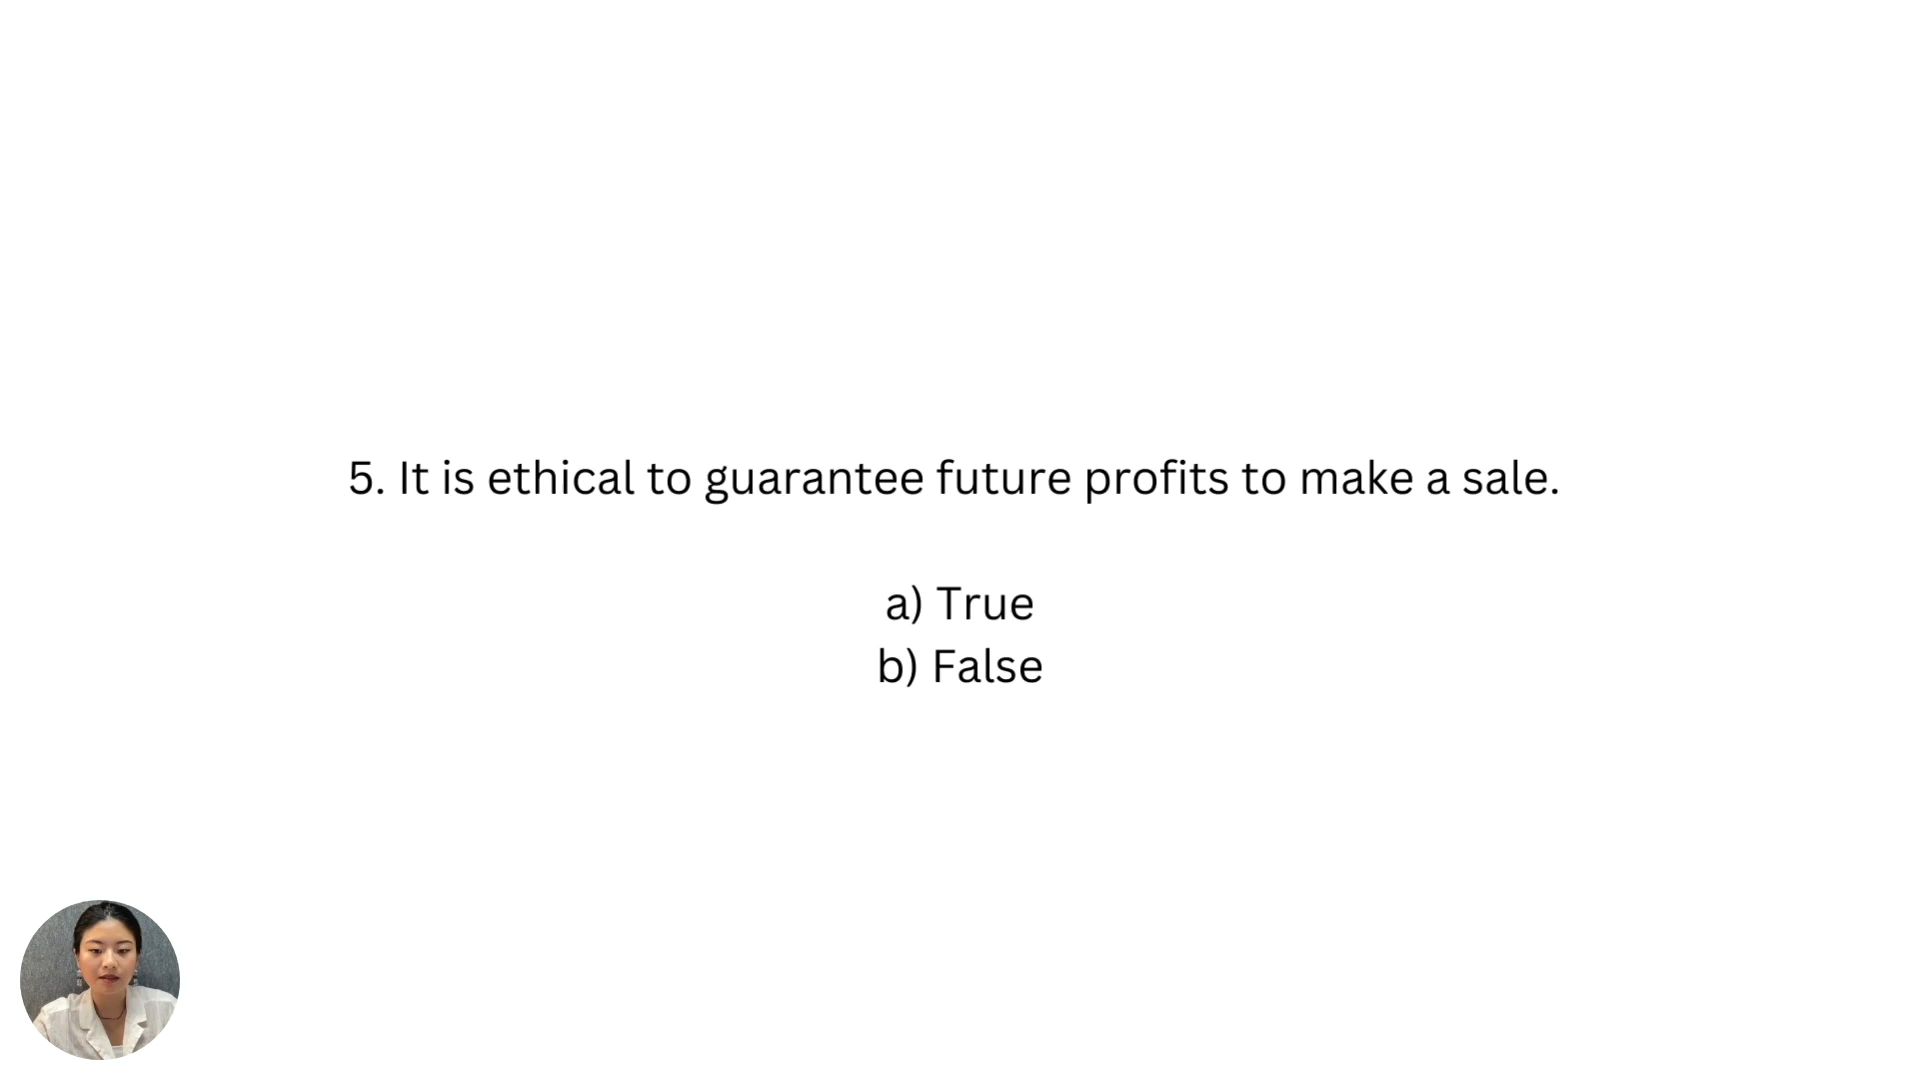 5. It is ethical to guarantee future profits to make a sale.
a) True
b) False